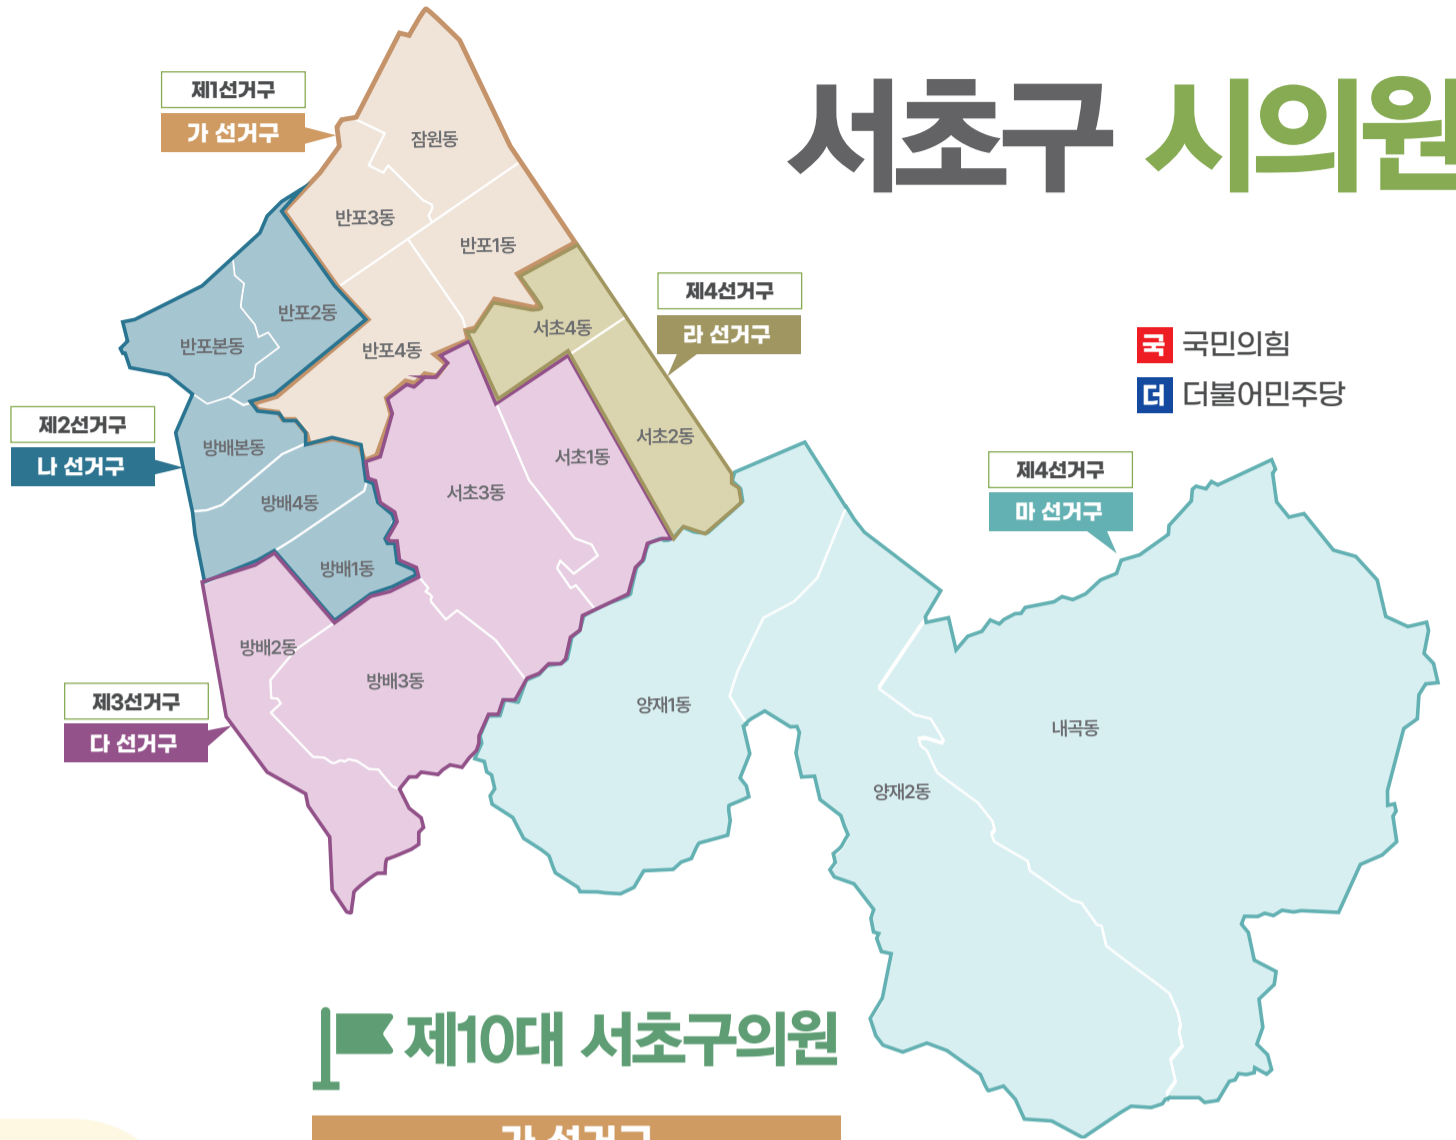 서초구 시의원
제1선거구
가 선거구
잠원동
반포3동
반포1동
반포2동
반포본동
반포4동
서초4동
제4선거구
라 선거구
국 국민의힘
더 더불어민주당
제2선거구
나 선거구
방배본동
방배4동
방배1동
서초3동
서초1동
서초2동
제4선거구
마 선거구
방배2동
방배3동
제3선거구
다 선거구
양재1동
양재2동
내곡동
제10대 서초구의원
가 선거구